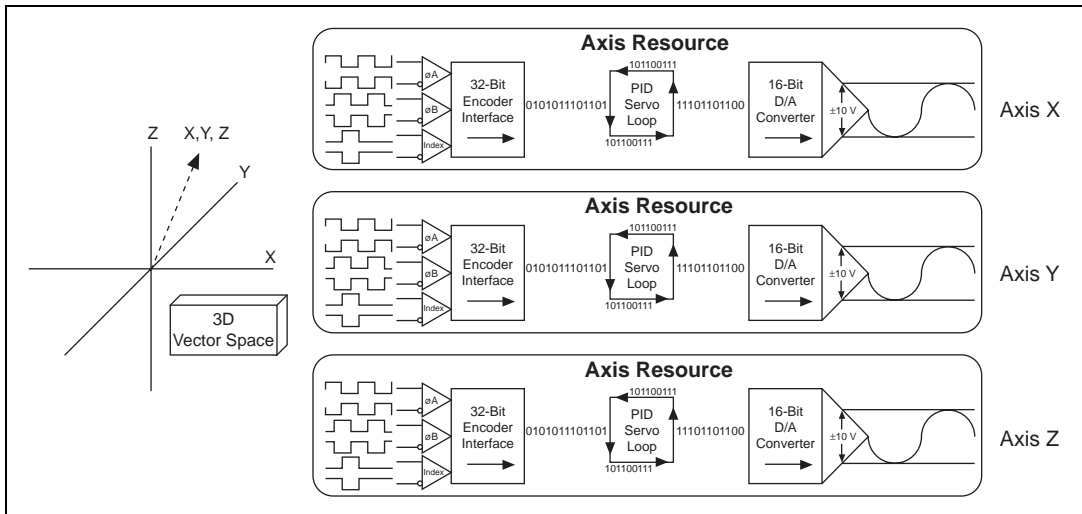 Z
X,Y, Z
Y
X
3D
Vector Space
Axis Resource
øA
øB
Index
32-Bit
Encoder
Interface
0101011101101
101100111
PID
Servo
Loop
101100111
11101101100
16-Bit
D/A
Converter
±10 V
Axis X
Axis Resource
øA
øB
Index
32-Bit
Encoder
Interface
0101011101101
101100111
PID
Servo
Loop
101100111
11101101100
16-Bit
D/A
Converter
±10 V
Axis Y
Axis Resource
øA
øB
Index
32-Bit
Encoder
Interface
0101011101101
101100111
PID
Servo
Loop
101100111
11101101100
16-Bit
D/A
Converter
±10 V
Axis Z